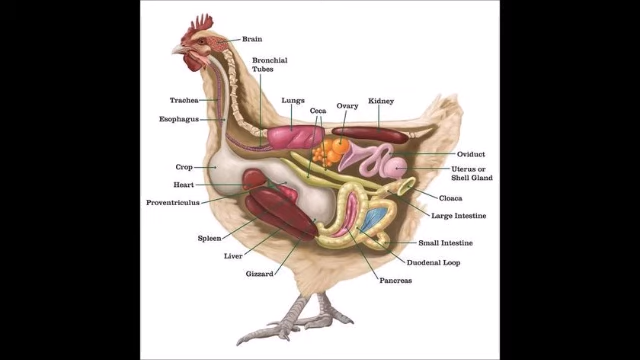 Brain
Bronchial
Tubes
Trachea
Lungs
Ceca
Ovary
Kidney
Esophagus
Oviduct
Crop
Uterus or
Shell Gland
Heart
Proventriculus
Cloaca
Large Intestine
Spleen
Small Intestine
Liver
Duodenal Loop
Gizzard
Pancreas